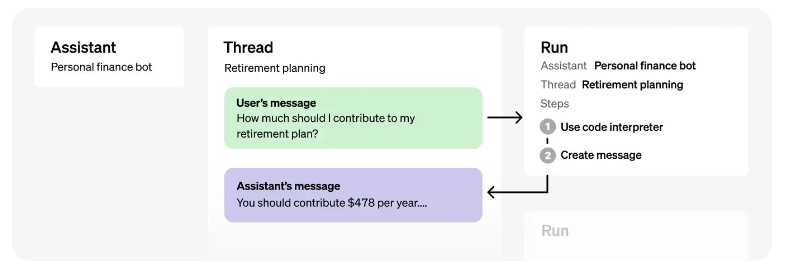 Assistant
Personal finance bot
Thread
Retirement planning
User's message
How much should I contribute to my
retirement plan?
Assistant's message
You should contribute $478 per year....
Run
Assistant Personal finance bot
Thread Retirement planning
Steps
1 Use code interpreter
2 Create message
Run